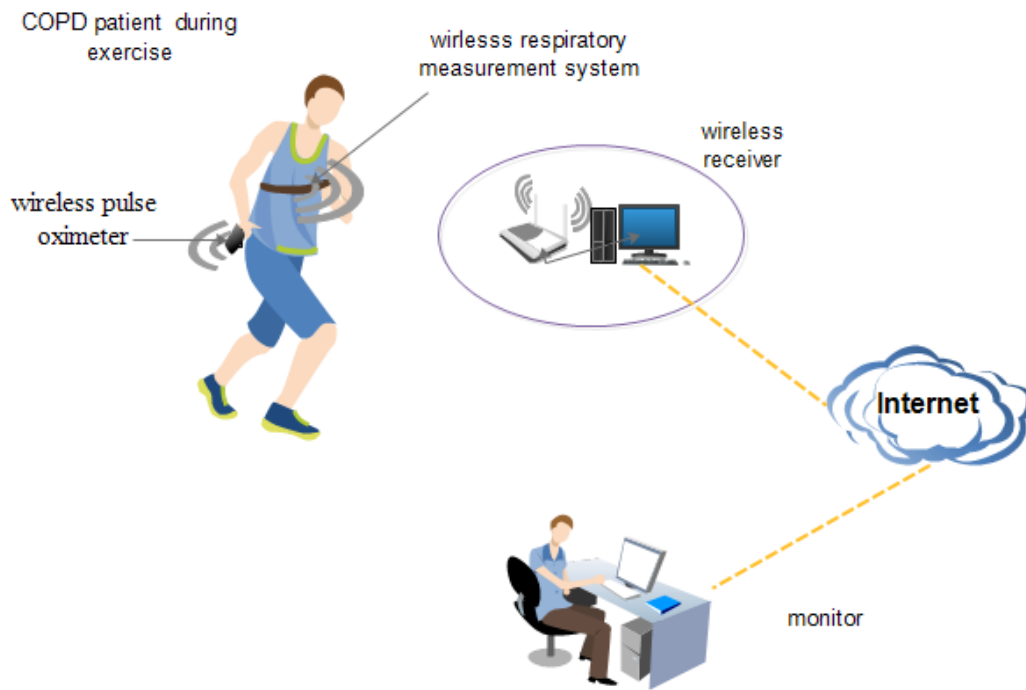 COPD patient during
exercise
wirlesss respiratory
measurement system
wireless
receiver
wireless pulse
oximeter
Internet
monitor